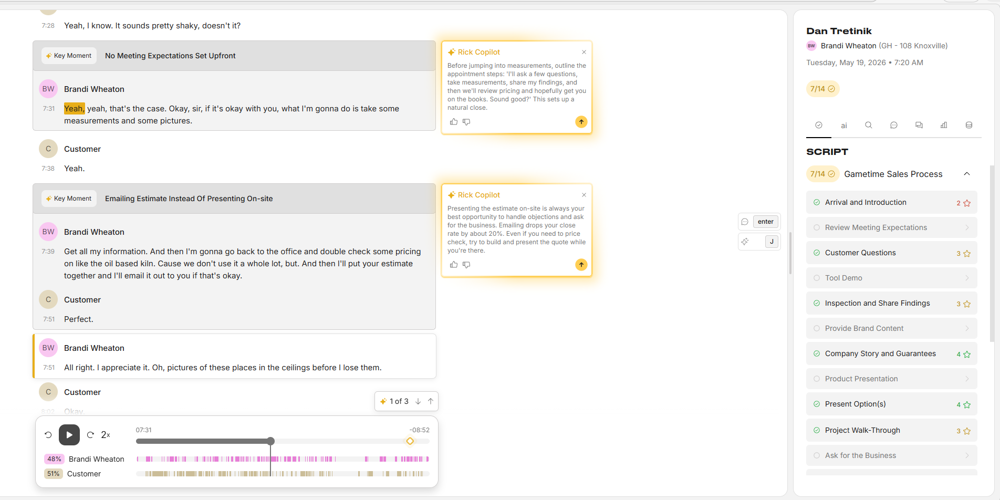 7:28 Yeah, I know. It sounds pretty shaky, doesn't it?
Key Moment No Meeting Expectations Set Upfront
BW Brandi Wheaton
7:31 Yeah, yeah, that's the case. Okay, sir, if it's okay with you, what I'm gonna do is take some
measurements and some pictures.
Rick Copilot
Before jumping into measurements, outline the
appointment steps: 'I'll ask a few questions,
take measurements, share my findings, and
then we'll review pricing and hopefully get you
on the books. Sound good?' This sets up a
natural close.
C Customer
7:38 Yeah.
Key Moment Emailing Estimate Instead Of Presenting On-site
BW Brandi Wheaton
7:39 Get all my information. And then I'm gonna go back to the office and double check some pricing
on like the oil based kiln. Cause we don't use it a whole lot, but. And then I'll put your estimate
together and I'll email it out to you if that's okay.
Rick Copilot
Presenting the estimate on-site is always your
best opportunity to handle objections and ask
for the business. Emailing drops your close
rate by about 20%. Even if you need to price
check, try to build and present the quote while
you're there.
C Customer
7:51 Perfect.
BW Brandi Wheaton
7:51 All right. I appreciate it. Oh, pictures of these places in the ceilings before I lose them.
C Customer
8:02 Okay.
1 of 3
2x
07:31 -08:52
48% Brandi Wheaton
51% Customer
enter
J
Dan Tretinik
BW Brandi Wheaton (GH - 108 Knoxville)
Tuesday, May 19, 2026 • 7:20 AM
7/14
ai
SCRIPT
7/14 Gametime Sales Process
Arrival and Introduction 2
Review Meeting Expectations
Customer Questions 3
Tool Demo
Inspection and Share Findings 3
Provide Brand Content
Company Story and Guarantees 4
Product Presentation
Present Option(s) 4
Project Walk-Through 3
Ask for the Business